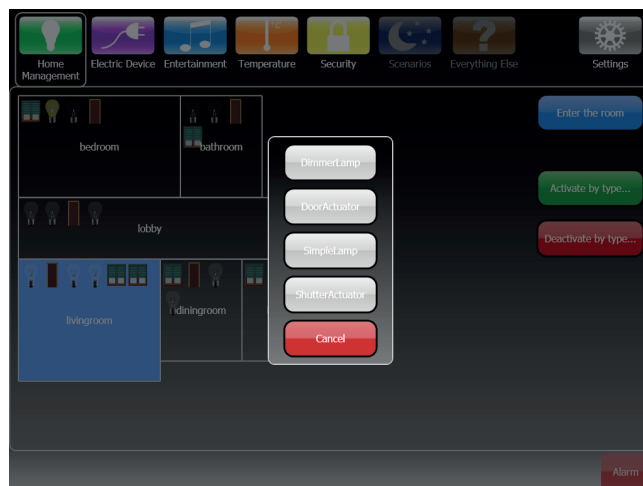 Home
Management
Electric Device
Entertainment
Temperature
Security
Scenarios
Everything Else
Settings
°C
Enter the room
bedroom
bathroom
DimmerLamp
Activate by type...
DoorActuator
lobby
Deactivate by type...
SimpleLamp
ShutterActuator
livingroom
diningroom
Cancel
Alarm